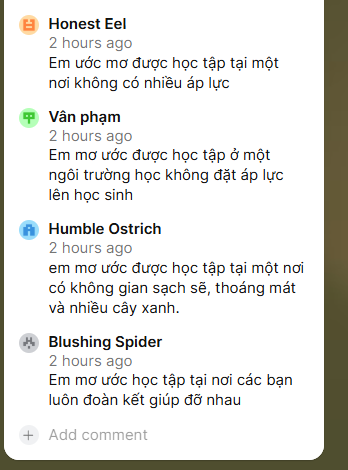 Honest Eel
2 hours ago
Em ước mơ được học tập tại một
nơi không có nhiều áp lực
Vân phạm
2 hours ago
Em mơ ước được học tập ở một
ngôi trường học không đặt áp lực
lên học sinh
Humble Ostrich
2 hours ago
em mơ ước được học tập tại một nơi
có không gian sạch sẽ, thoáng mát
và nhiều cây xanh.
Blushing Spider
2 hours ago
Em mơ ước học tập tại nơi các bạn
luôn đoàn kết giúp đỡ nhau
Add comment